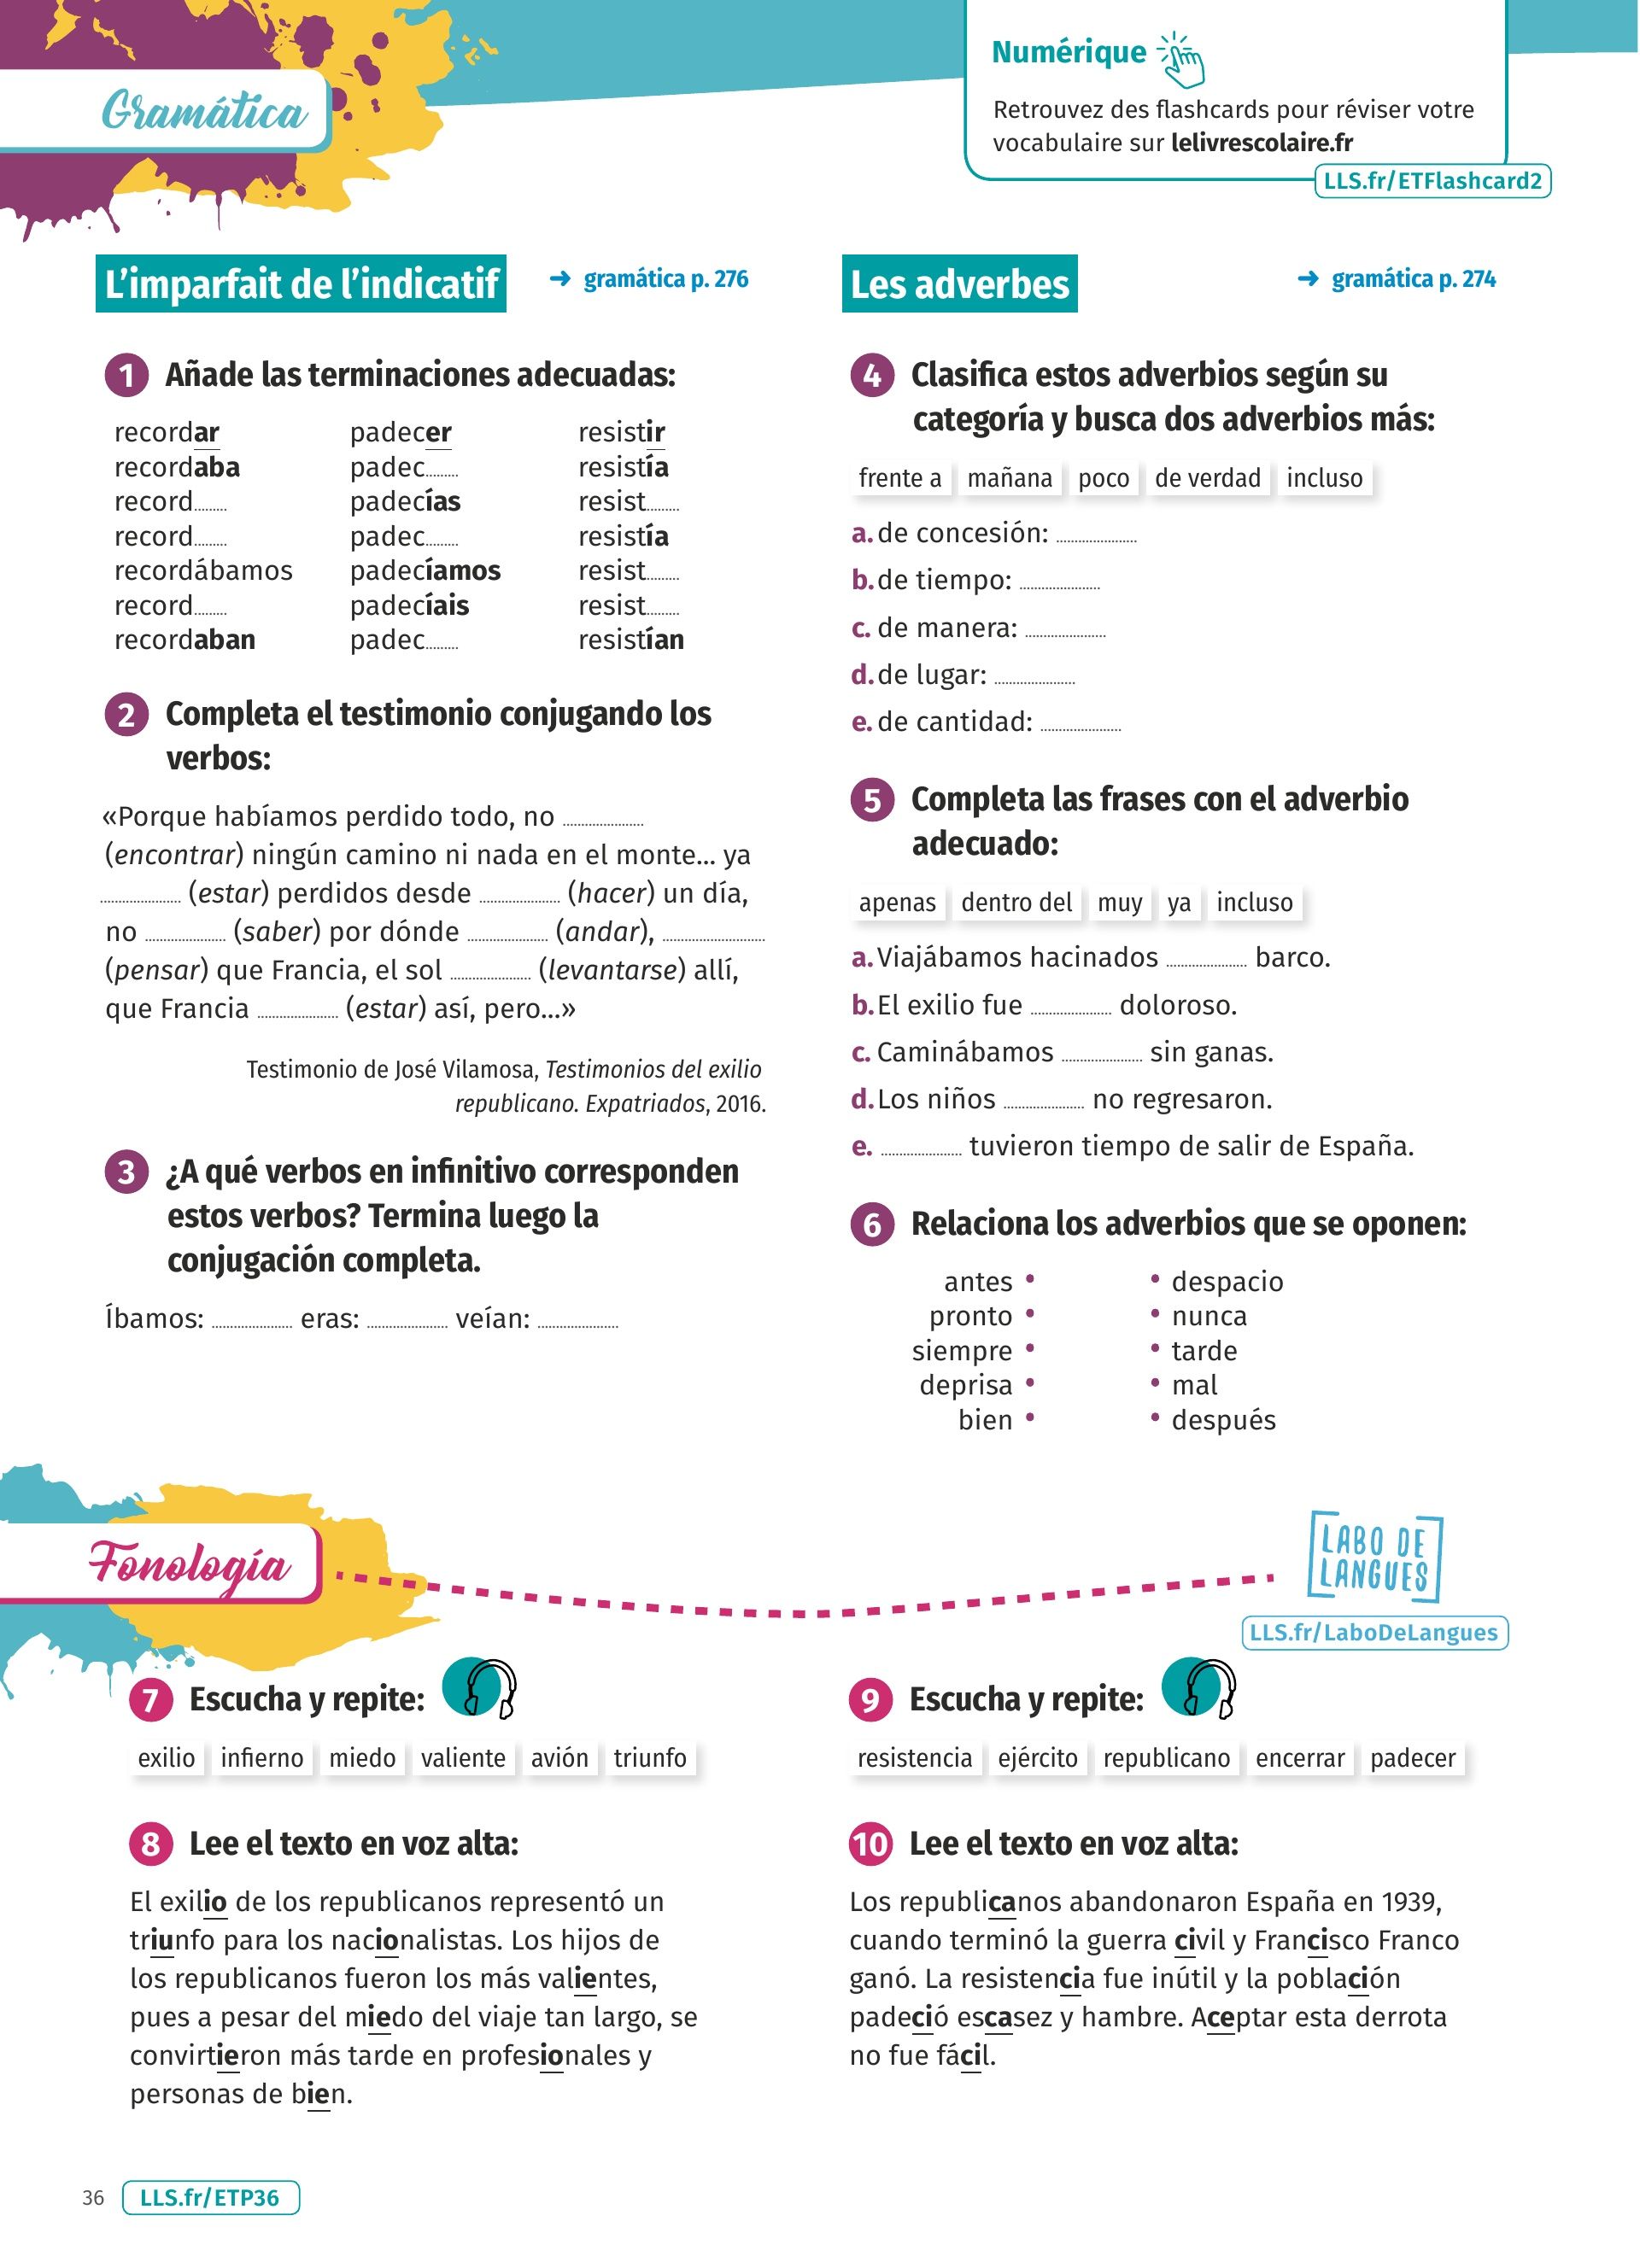 Gramática
Numérique
Retrouvez des flashcards pour réviser votre
vocabulaire sur lelivrescolaire.fr
LLS.fr/ETFlashcard2
L'imparfait de l'indicatif
➜ gramática p. 276
1 Añade las terminaciones adecuadas:
recordar padecer resistir
recordaba padec......... resistía
record......... padecías resist.........
record......... padec......... resistía
recordábamos padecíamos resist.........
record......... padecíais resist.........
recordaban padec......... resistían
2 Completa el testimonio conjugando los
verbos:
«Porque habíamos perdido todo, no ......................
(encontrar) ningún camino ni nada en el monte... ya
...................... (estar) perdidos desde ...................... (hacer) un día,
no ...................... (saber) por dónde ...................... (andar), ............................
(pensar) que Francia, el sol ...................... (levantarse) allí,
que Francia ...................... (estar) así, pero...»
Testimonio de José Vilamosa, Testimonios del exilio
republicano. Expatriados, 2016.
3 ¿A qué verbos en infinitivo corresponden
estos verbos? Termina luego la
conjugación completa.
Íbamos: ...................... eras: ...................... veían: ......................
Les adverbes
➜ gramática p. 274
4 Clasifica estos adverbios según su
categoría y busca dos adverbios más:
frente a mañana poco de verdad incluso
a. de concesión: ......................
b. de tiempo: ......................
c. de manera: ......................
d. de lugar: ......................
e. de cantidad: ......................
5 Completa las frases con el adverbio
adecuado:
apenas dentro del muy ya incluso
a. Viajábamos hacinados ...................... barco.
b. El exilio fue ...................... doloroso.
c. Caminábamos ...................... sin ganas.
d. Los niños ...................... no regresaron.
e. ...................... tuvieron tiempo de salir de España.
6 Relaciona los adverbios que se oponen:
antes • • despacio
pronto • • nunca
siempre • • tarde
deprisa • • mal
bien • • después
Fonología
LABO DE
LANGUES
LLS.fr/LaboDeLangues
7 Escucha y repite:
exilio infierno miedo valiente avión triunfo
8 Lee el texto en voz alta:
El exilio de los republicanos representó un
triunfo para los nacionalistas. Los hijos de
los republicanos fueron los más valientes,
pues a pesar del miedo del viaje tan largo, se
convirtieron más tarde en profesionales y
personas de bien.
9 Escucha y repite:
resistencia ejército republicano encerrar padecer
10 Lee el texto en voz alta:
Los republicanos abandonaron España en 1939,
cuando terminó la guerra civil y Francisco Franco
ganó. La resistencia fue inútil y la población
padeció escasez y hambre. Aceptar esta derrota
no fue fácil.
36 LLS.fr/ETP36